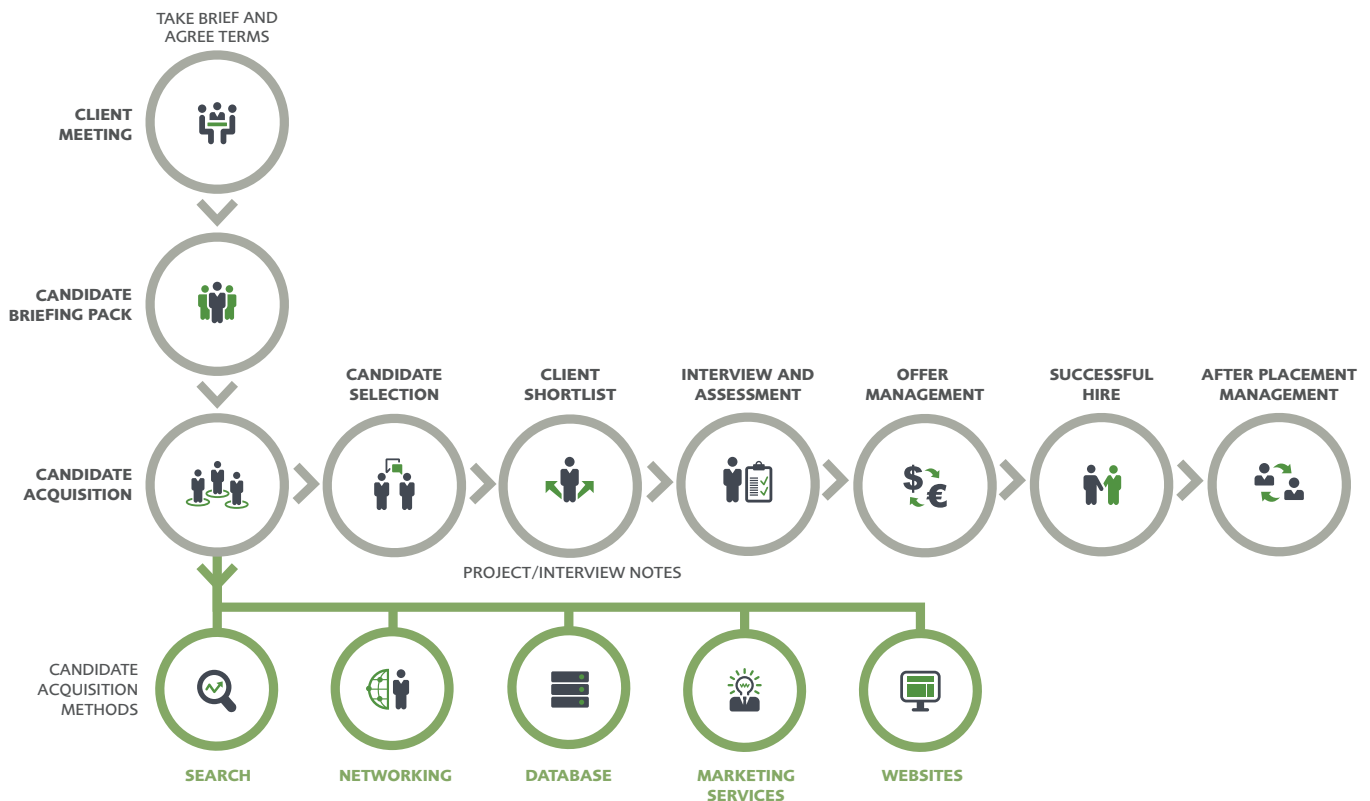 TAKE BRIEF AND
AGREE TERMS
CLIENT
MEETING
CANDIDATE
BRIEFING PACK
CANDIDATE
ACQUISITION
CANDIDATE
SELECTION
CLIENT
SHORTLIST
INTERVIEW AND
ASSESSMENT
OFFER
MANAGEMENT
SUCCESSFUL
HIRE
AFTER PLACEMENT
MANAGEMENT
$
€
PROJECT/INTERVIEW NOTES
CANDIDATE
ACQUISITION
METHODS
SEARCH
NETWORKING
DATABASE
MARKETING
SERVICES
WEBSITES